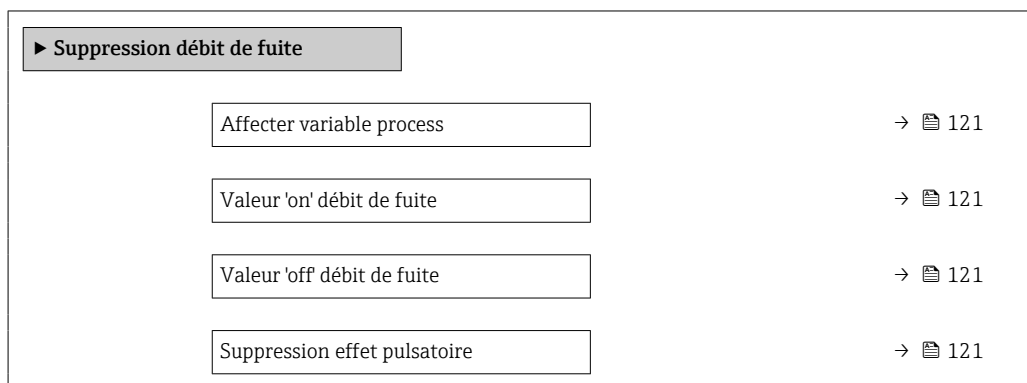 ▶ Suppression débit de fuite
Affecter variable process → 121
Valeur 'on' débit de fuite → 121
Valeur 'off' débit de fuite → 121
Suppression effet pulsatoire → 121